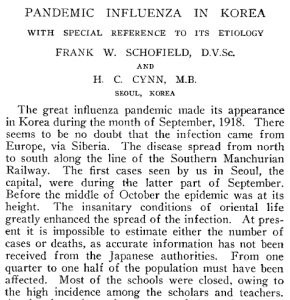 PANDEMIC INFLUENZA IN KOREA
WITH SPECIAL REFERENCE TO ITS ETIOLOGY
FRANK W. SCHOFIELD, D.V.Sc.
AND
H. C. CYNN, M.B.
SEOUL, KOREA
The great influenza pandemic made its appearance
in Korea during the month of September, 1918. There
seems to be no doubt that the infection came from
Europe, via Siberia. The disease spread from north
to south along the line of the Southern Manchurian
Railway. The first cases seen by us in Seoul, the
capital, were during the latter part of September.
Before the middle of October the epidemic was at its
height. The insanitary conditions of oriental life
greatly enhanced the spread of the infection. At pres-
ent it is impossible to estimate either the number of
cases or deaths, as accurate information has not been
received from the Japanese authorities. From one
quarter to one half of the population must have been
affected. Most of the schools were closed, owing to
the high incidence among the scholars and teachers.